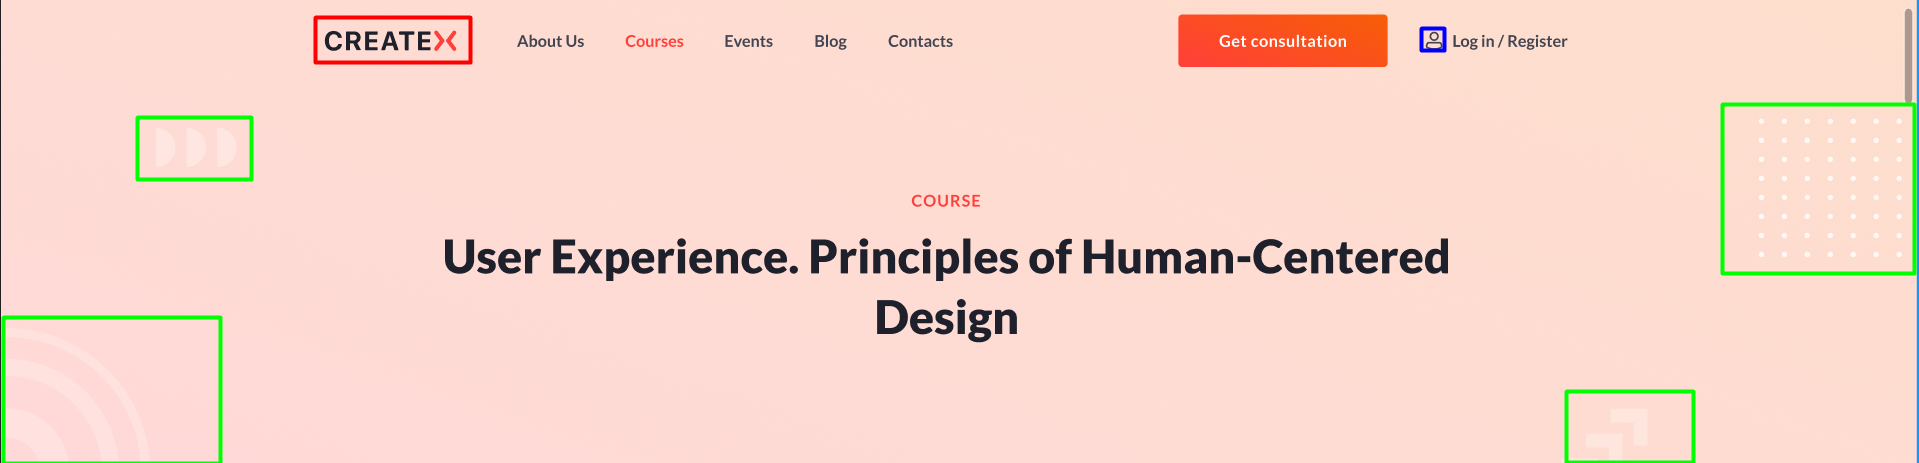 CREATEX About Us Courses Events Blog Contacts Get consultation Log in / Register
COURSE
User Experience. Principles of Human-Centered
Design